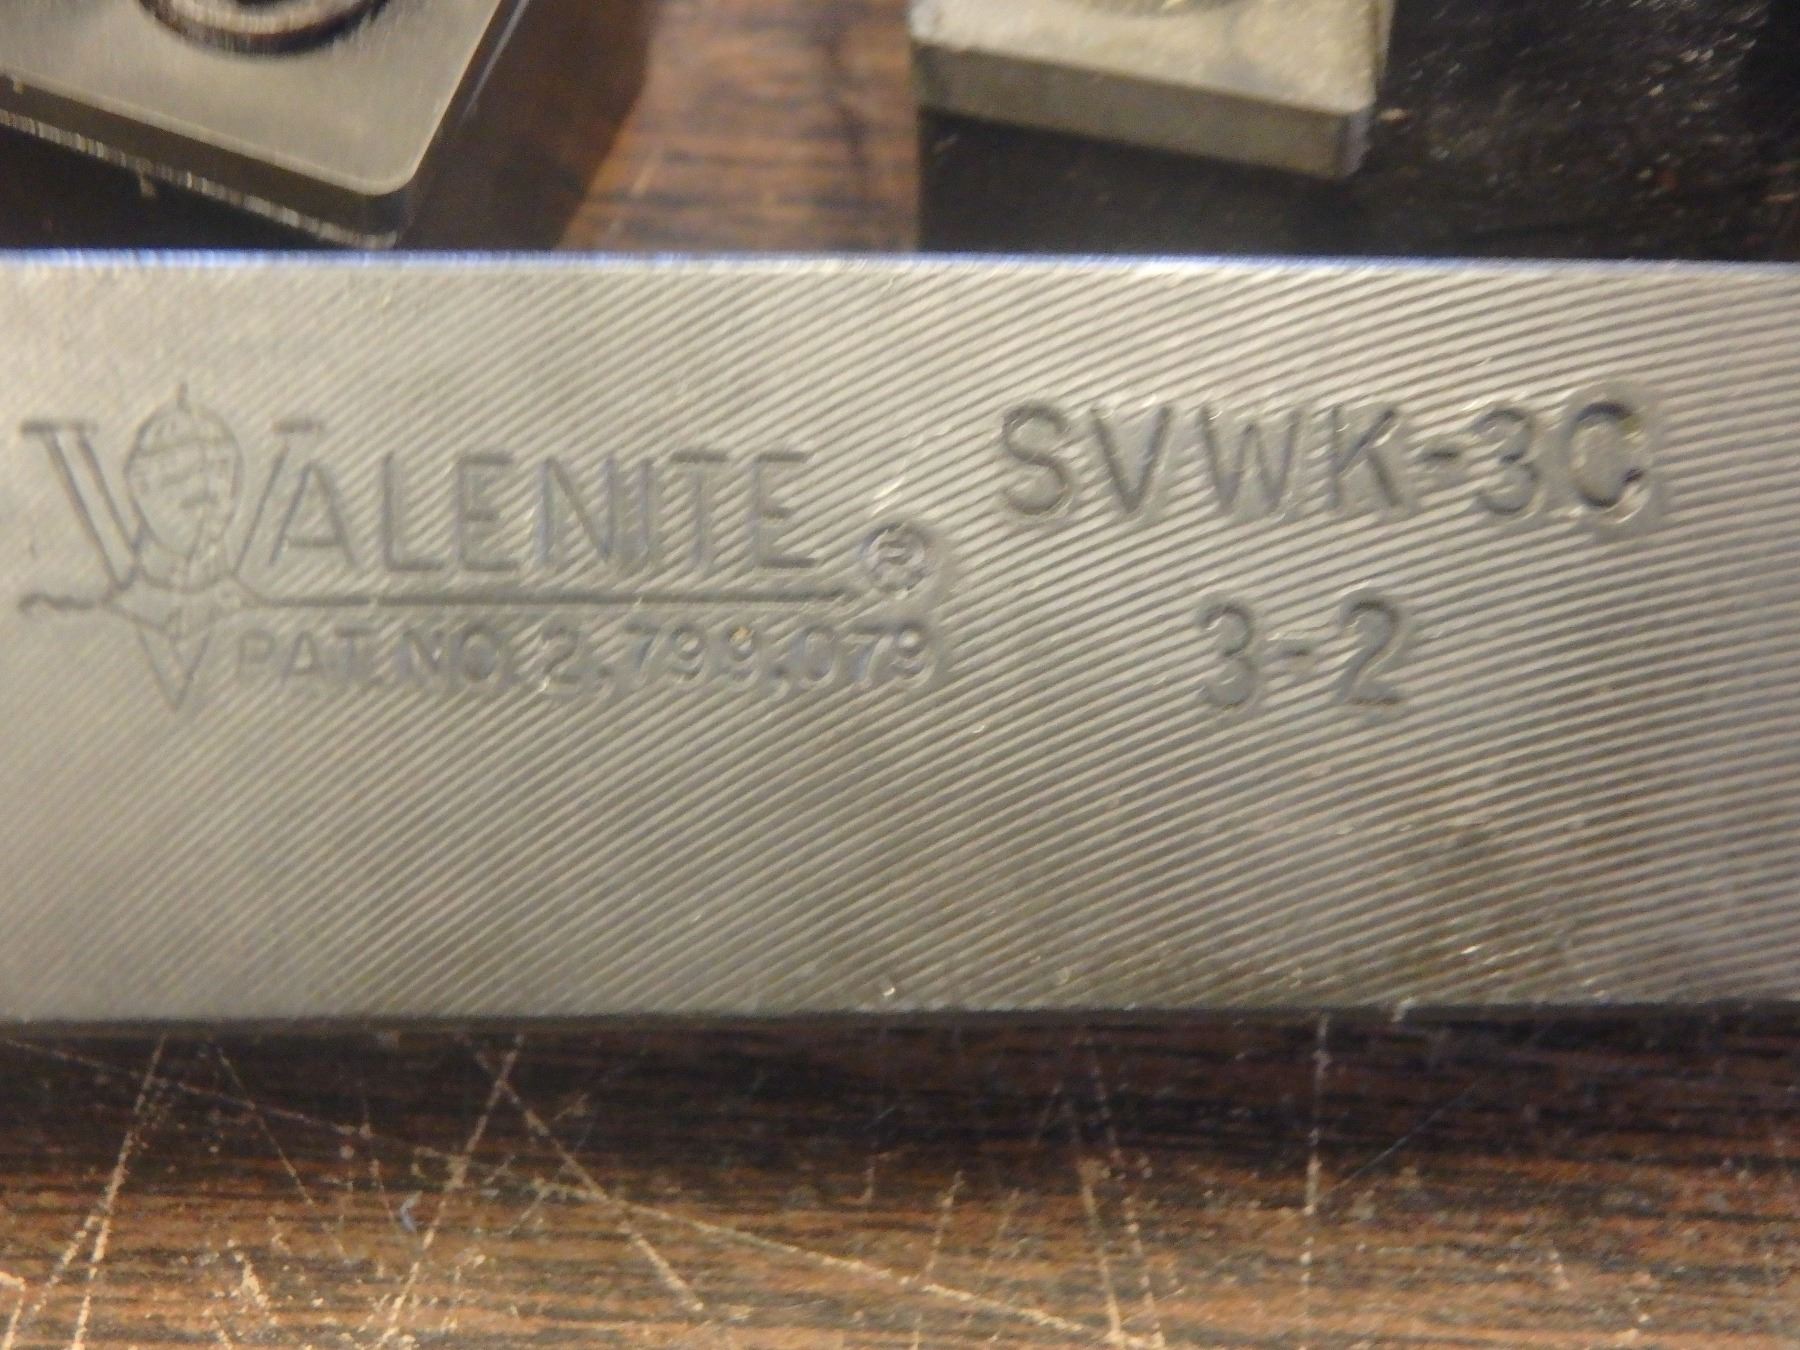 VALENITE ® SVWK-3C
PAT. NO. 2,799,079 3-2